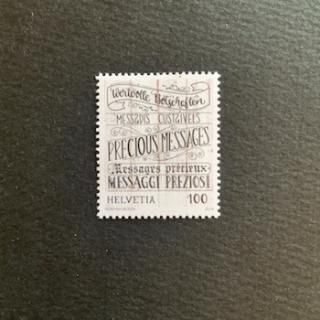 Wertvolle Botschaften
MESSADIS CUSTAIVELS
PRECIOUS MESSAGES
Messages précieux
MESSAGGI PREZIOSI
HELVETIA 100